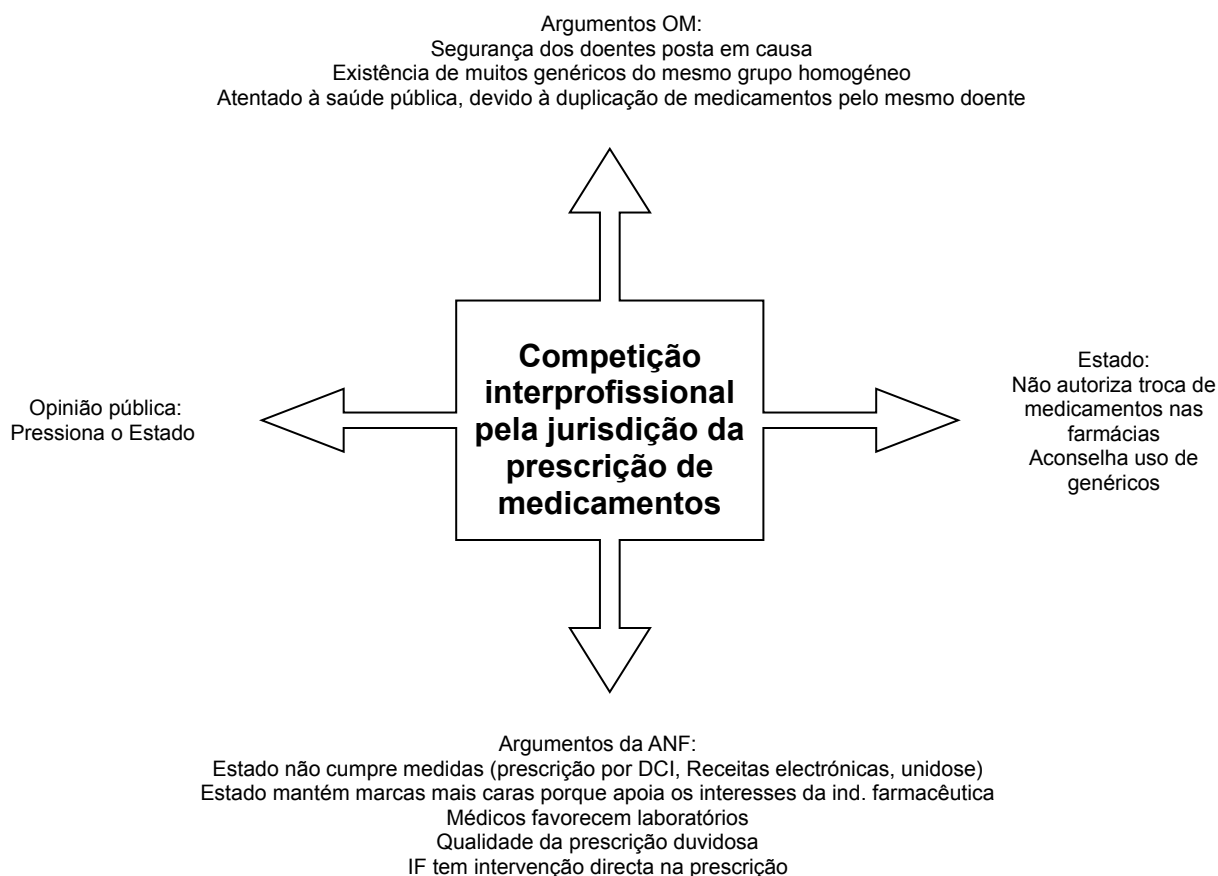 Argumentos OM:
Segurança dos doentes posta em causa
Existência de muitos genéricos do mesmo grupo homogéneo
Atentado à saúde pública, devido à duplicação de medicamentos pelo mesmo doente
Opinião pública:
Pressiona o Estado
Competição
interprofissional
pela jurisdição da
prescrição de
medicamentos
Estado:
Não autoriza troca de
medicamentos nas
farmácias
Aconselha uso de
genéricos
Argumentos da ANF:
Estado não cumpre medidas (prescrição por DCI, Receitas electrónicas, unidose)
Estado mantém marcas mais caras porque apoia os interesses da ind. farmacêutica
Médicos favorecem laboratórios
Qualidade da prescrição duvidosa
IF tem intervenção directa na prescrição